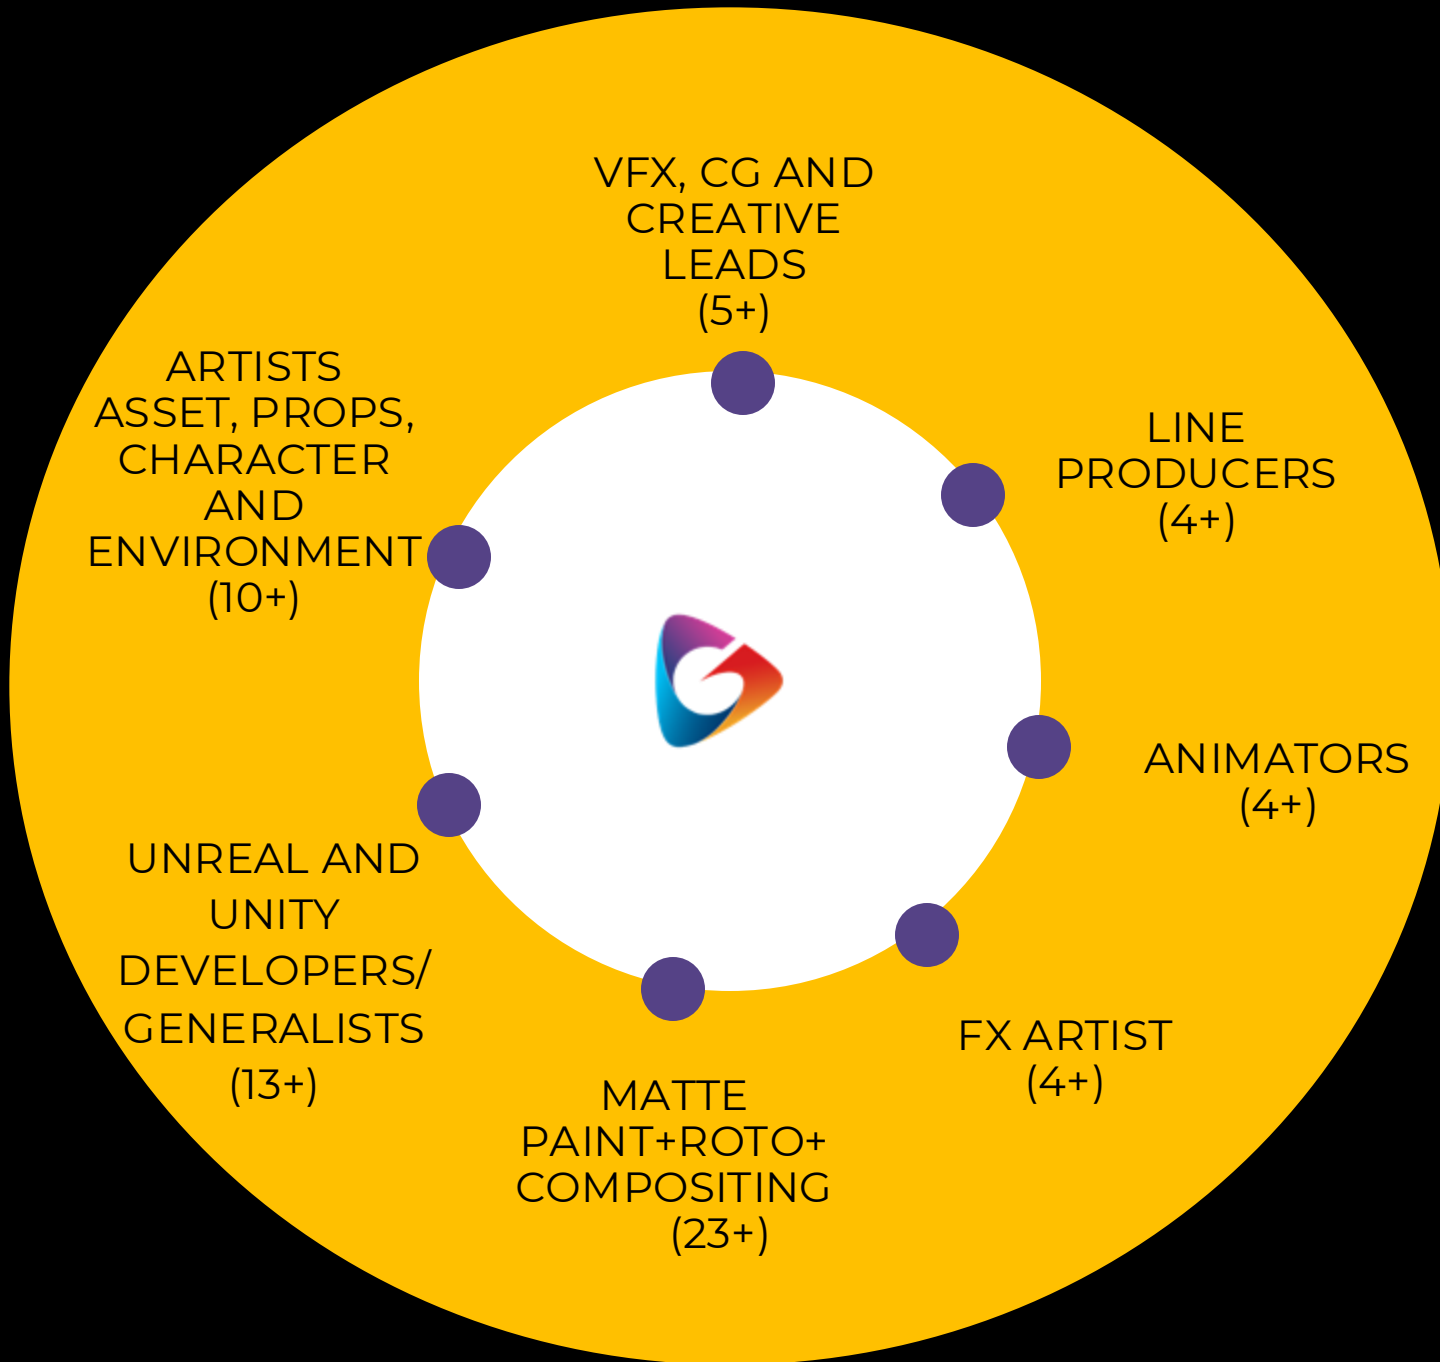 VFX, CG AND
CREATIVE
LEADS
(5+)
LINE
PRODUCERS
(4+)
ANIMATORS
(4+)
FX ARTIST
(4+)
MATTE
PAINT+ROTO+
COMPOSITING
(23+)
UNREAL AND
UNITY
DEVELOPERS/
GENERALISTS
(13+)
ARTISTS
ASSET, PROPS,
CHARACTER
AND
ENVIRONMENT
(10+)